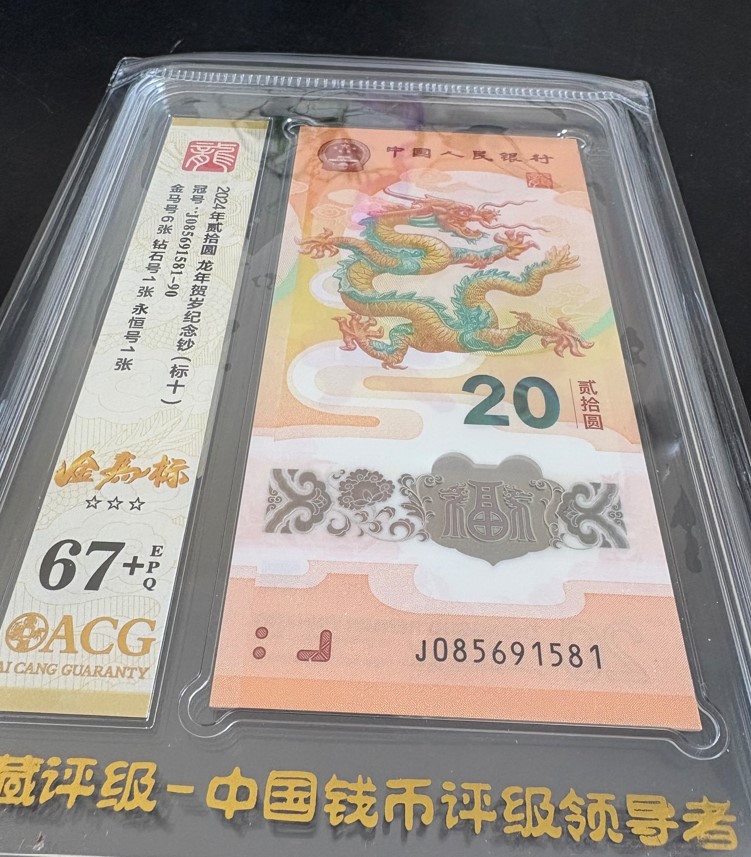 龍
2024年贰拾圆 龙年贺岁纪念钞(标十)
冠号:J085691581-90
金马号6张 钻石号1张 永恒号1张
金马标
67+
EPQ
ACG
AI CANG GUARANTY
中国人民银行
20
贰拾圆
福
J085691581
藏评级-中国钱币评级领导者